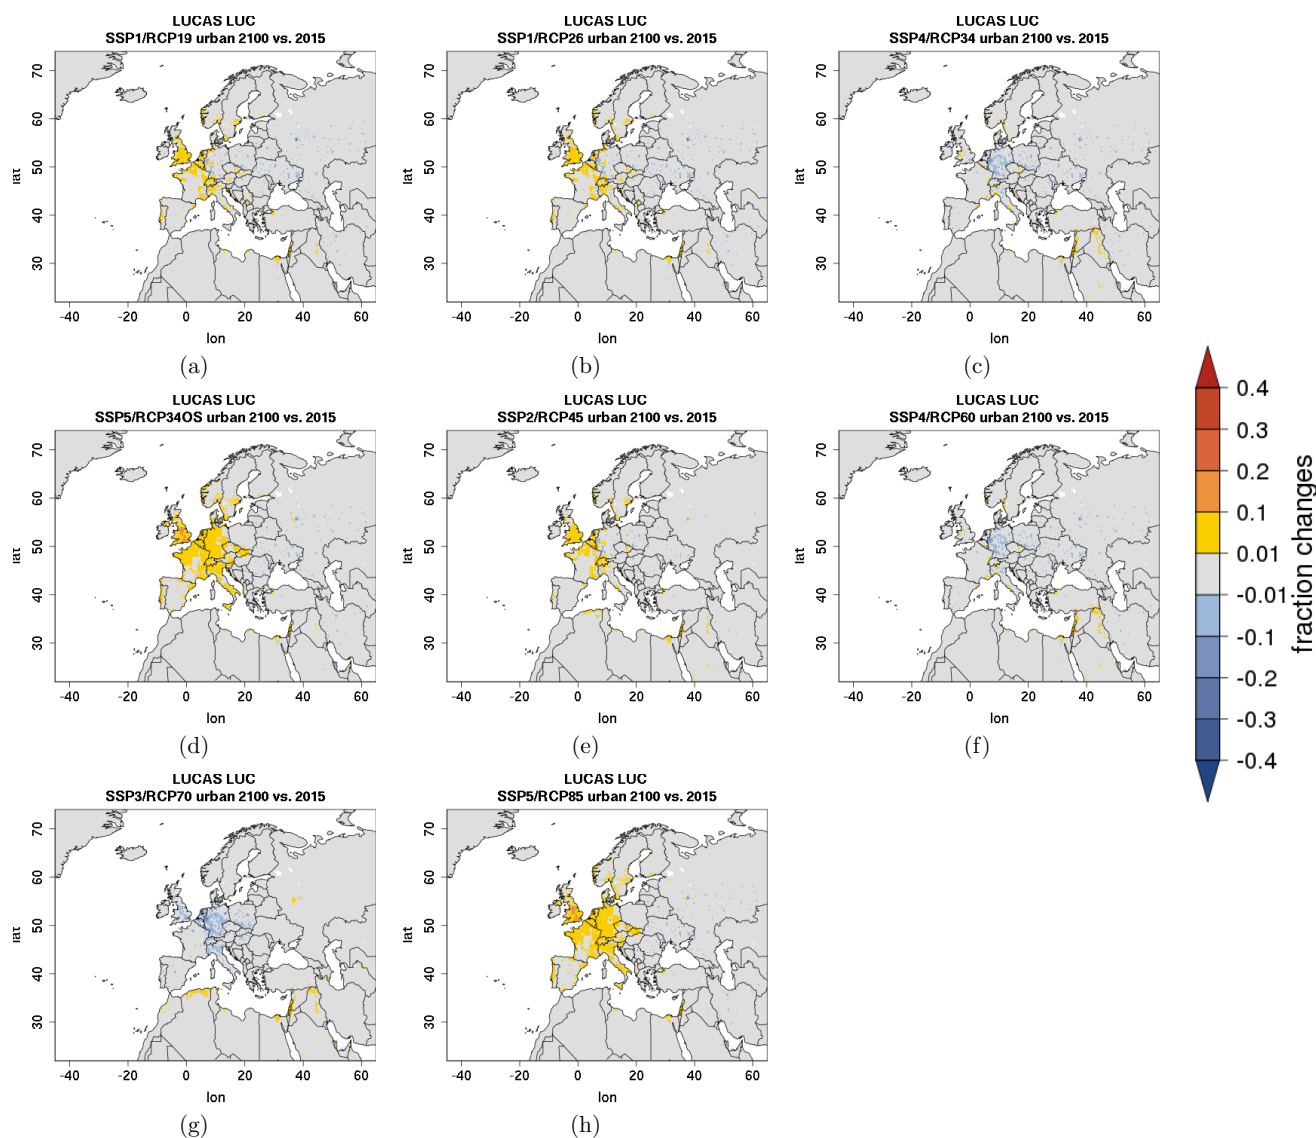 LUCAS LUC
SSP1/RCP19 urban 2100 vs. 2015
70
60
50
40
30
lat
-40 -20 0 20 40 60
lon
(a)
LUCAS LUC
SSP1/RCP26 urban 2100 vs. 2015
70
60
50
40
30
lat
-40 -20 0 20 40 60
lon
(b)
LUCAS LUC
SSP4/RCP34 urban 2100 vs. 2015
70
60
50
40
30
lat
-40 -20 0 20 40 60
lon
(c)
LUCAS LUC
SSP5/RCP34OS urban 2100 vs. 2015
70
60
50
40
30
lat
-40 -20 0 20 40 60
lon
(d)
LUCAS LUC
SSP2/RCP45 urban 2100 vs. 2015
70
60
50
40
30
lat
-40 -20 0 20 40 60
lon
(e)
LUCAS LUC
SSP4/RCP60 urban 2100 vs. 2015
70
60
50
40
30
lat
-40 -20 0 20 40 60
lon
(f)
LUCAS LUC
SSP3/RCP70 urban 2100 vs. 2015
70
60
50
40
30
lat
-40 -20 0 20 40 60
lon
(g)
LUCAS LUC
SSP5/RCP85 urban 2100 vs. 2015
70
60
50
40
30
lat
-40 -20 0 20 40 60
lon
(h)
0.4
0.3
0.2
0.1
0.01
-0.01
-0.1
-0.2
-0.3
-0.4
fraction changes